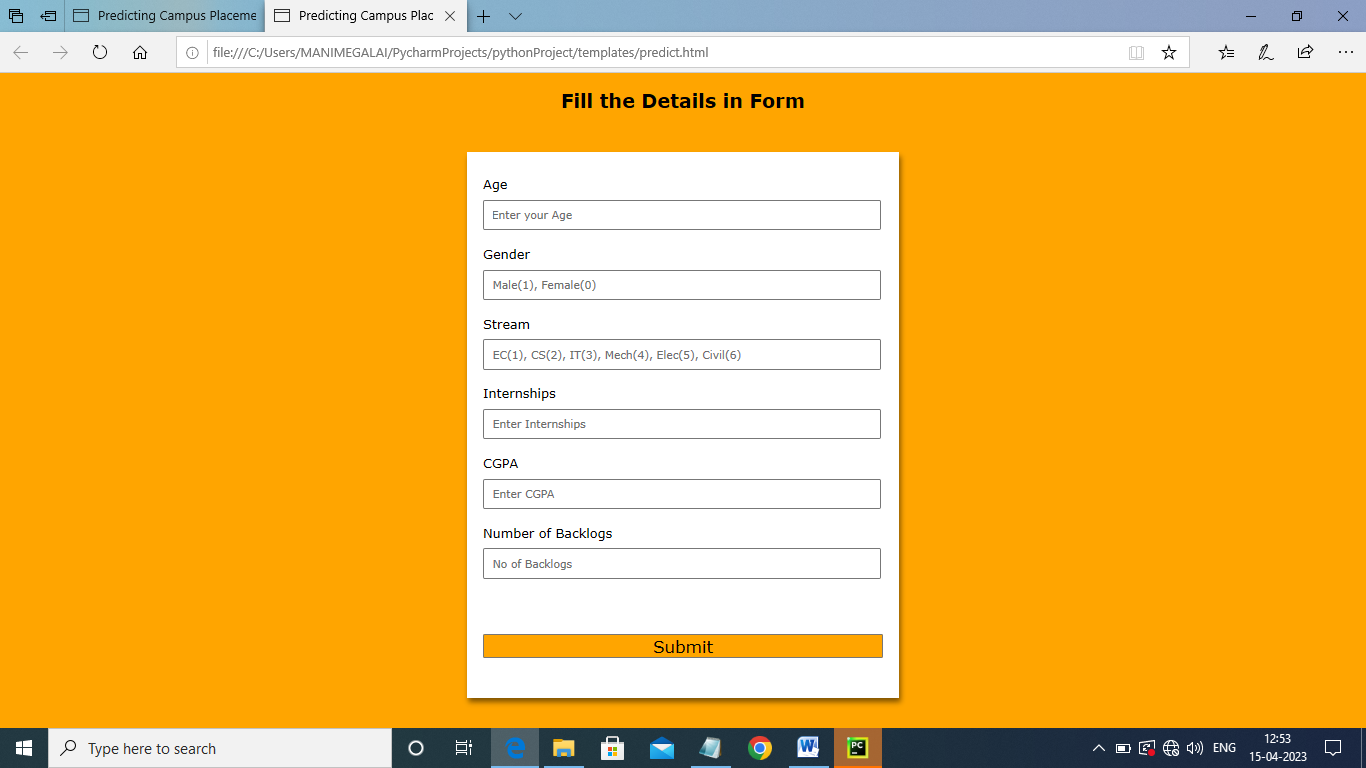 Predicting Campus Placeme
Predicting Campus Plac
file:///C:/Users/MANIMEGALAI/PycharmProjects/pythonProject/templates/predict.html
Fill the Details in Form
Age
Enter your Age
Gender
Male(1), Female(0)
Stream
EC(1), CS(2), IT(3), Mech(4), Elec(5), Civil(6)
Internships
Enter Internships
CGPA
Enter CGPA
Number of Backlogs
No of Backlogs
Submit
Type here to search
W
PC
ENG
12:53
15-04-2023